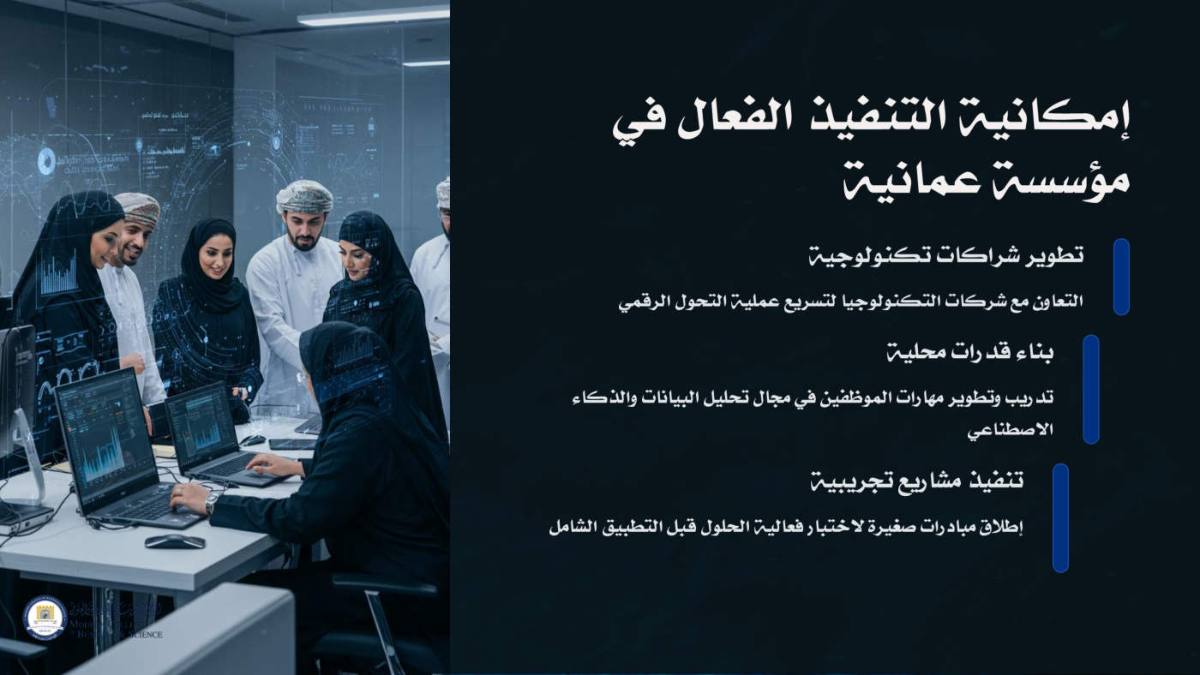 إمكانية التنفيذ الفعال في
مؤسسة عمانية
تطوير شراكات تكنولوجية
التعاون مع شركات التكنولوجيا لتسريع عملية التحول الرقمي
بناء قدرات محلية
تدريب وتطوير مهارات الموظفين في مجال تحليل البيانات والذكاء
الاصطناعي
تنفيذ مشاريع تجريبية
إطلاق مبادرات صغيرة لاختبار فعالية الحلول قبل التطبيق الشامل
SCIENCE